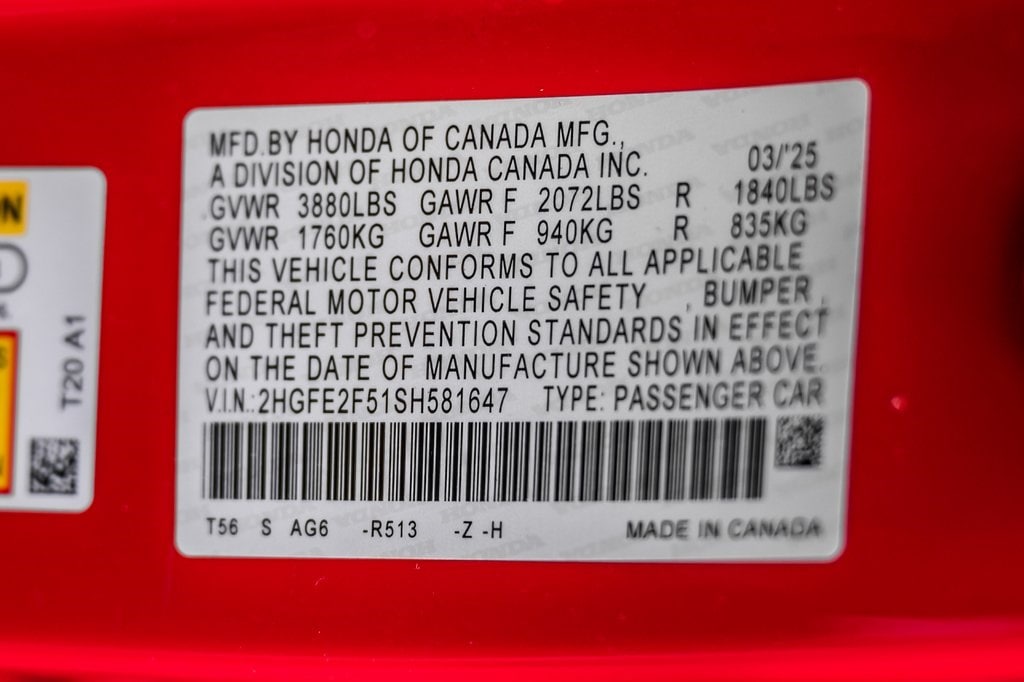 MFD.BY HONDA OF CANADA MFG.,
A DIVISION OF HONDA CANADA INC. 03/'25
GVWR 3880LBS GAWR F 2072LBS R 1840LBS
GVWR 1760KG GAWR F 940KG R 835KG
THIS VEHICLE CONFORMS TO ALL APPLICABLE
FEDERAL MOTOR VEHICLE SAFETY , BUMPER ,
AND THEFT PREVENTION STANDARDS IN EFFECT
ON THE DATE OF MANUFACTURE SHOWN ABOVE.
V.I.N.:2HGFE2F51SH581647 TYPE: PASSENGER CAR
T56 S AG6 -R513 -Z -H MADE IN CANADA
T20 A1